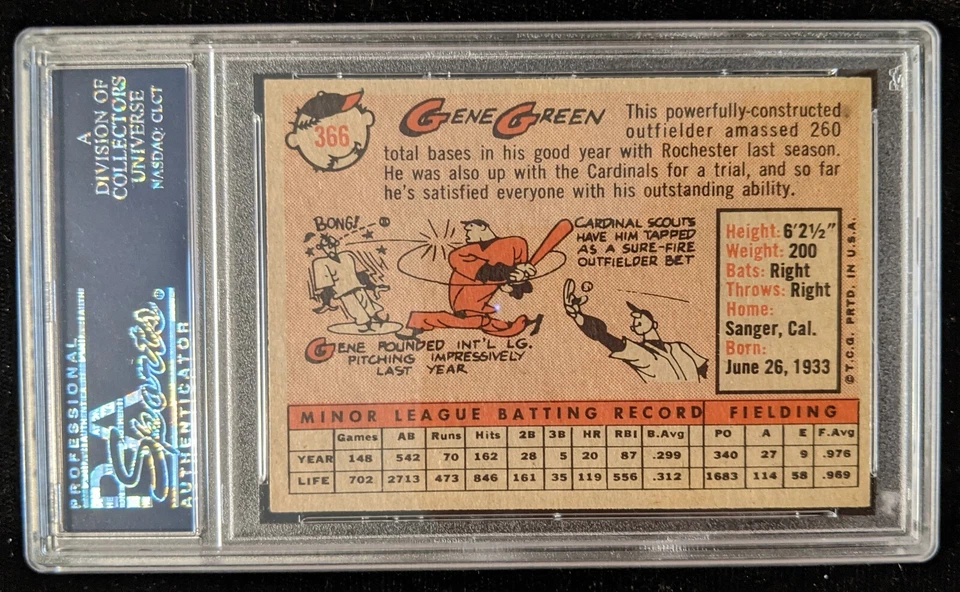 A
DIVISION OF
COLLECTORS
UNIVERSE
NASDAQ: CLCT
PROFESSIONAL
PSA
Sports
AUTHENTICATOR
366
GENE GREEN
This powerfully-constructed
outfielder amassed 260
total bases in his good year with Rochester last season.
He was also up with the Cardinals for a trial, and so far
he's satisfied everyone with his outstanding ability.
BONG!
CARDINAL SCOUTS
HAVE HIM TAPPED
AS A SURE-FIRE
OUTFIELDER BET
GENE POUNDED INT'L LG.
PITCHING IMPRESSIVELY
LAST YEAR
Height: 6'2½"
Weight: 200
Bats: Right
Throws: Right
Home:
Sanger, Cal.
Born:
June 26, 1933
© T.C.G. PRTD. IN U.S.A.
MINOR LEAGUE BATTING RECORD FIELDING
Games AB Runs Hits 2B 3B HR RBI B.Avg PO A E F.Avg
YEAR 148 542 70 162 28 5 20 87 .299 340 27 9 .976
LIFE 702 2713 473 846 161 35 119 556 .312 1683 114 58 .969